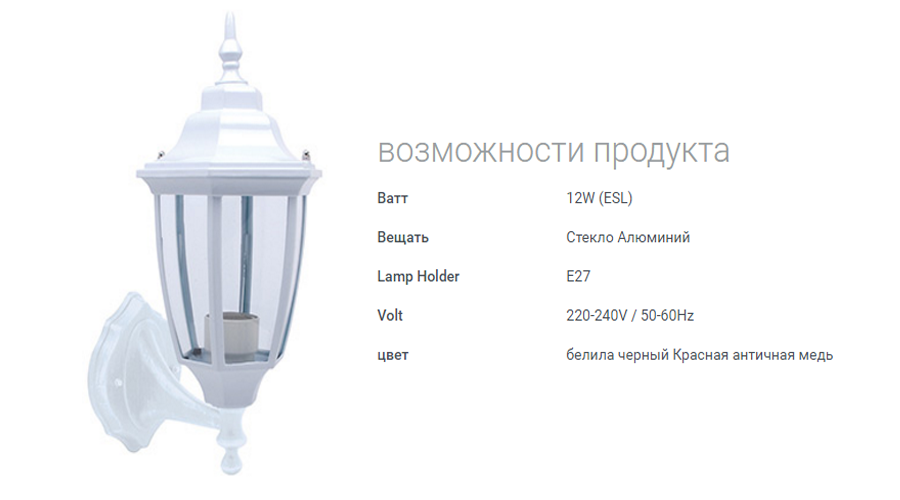 возможности продукта
Ватт 12W (ESL)
Вещать Стекло Алюминий
Lamp Holder E27
Volt 220-240V / 50-60Hz
цвет белила черный Красная античная медь